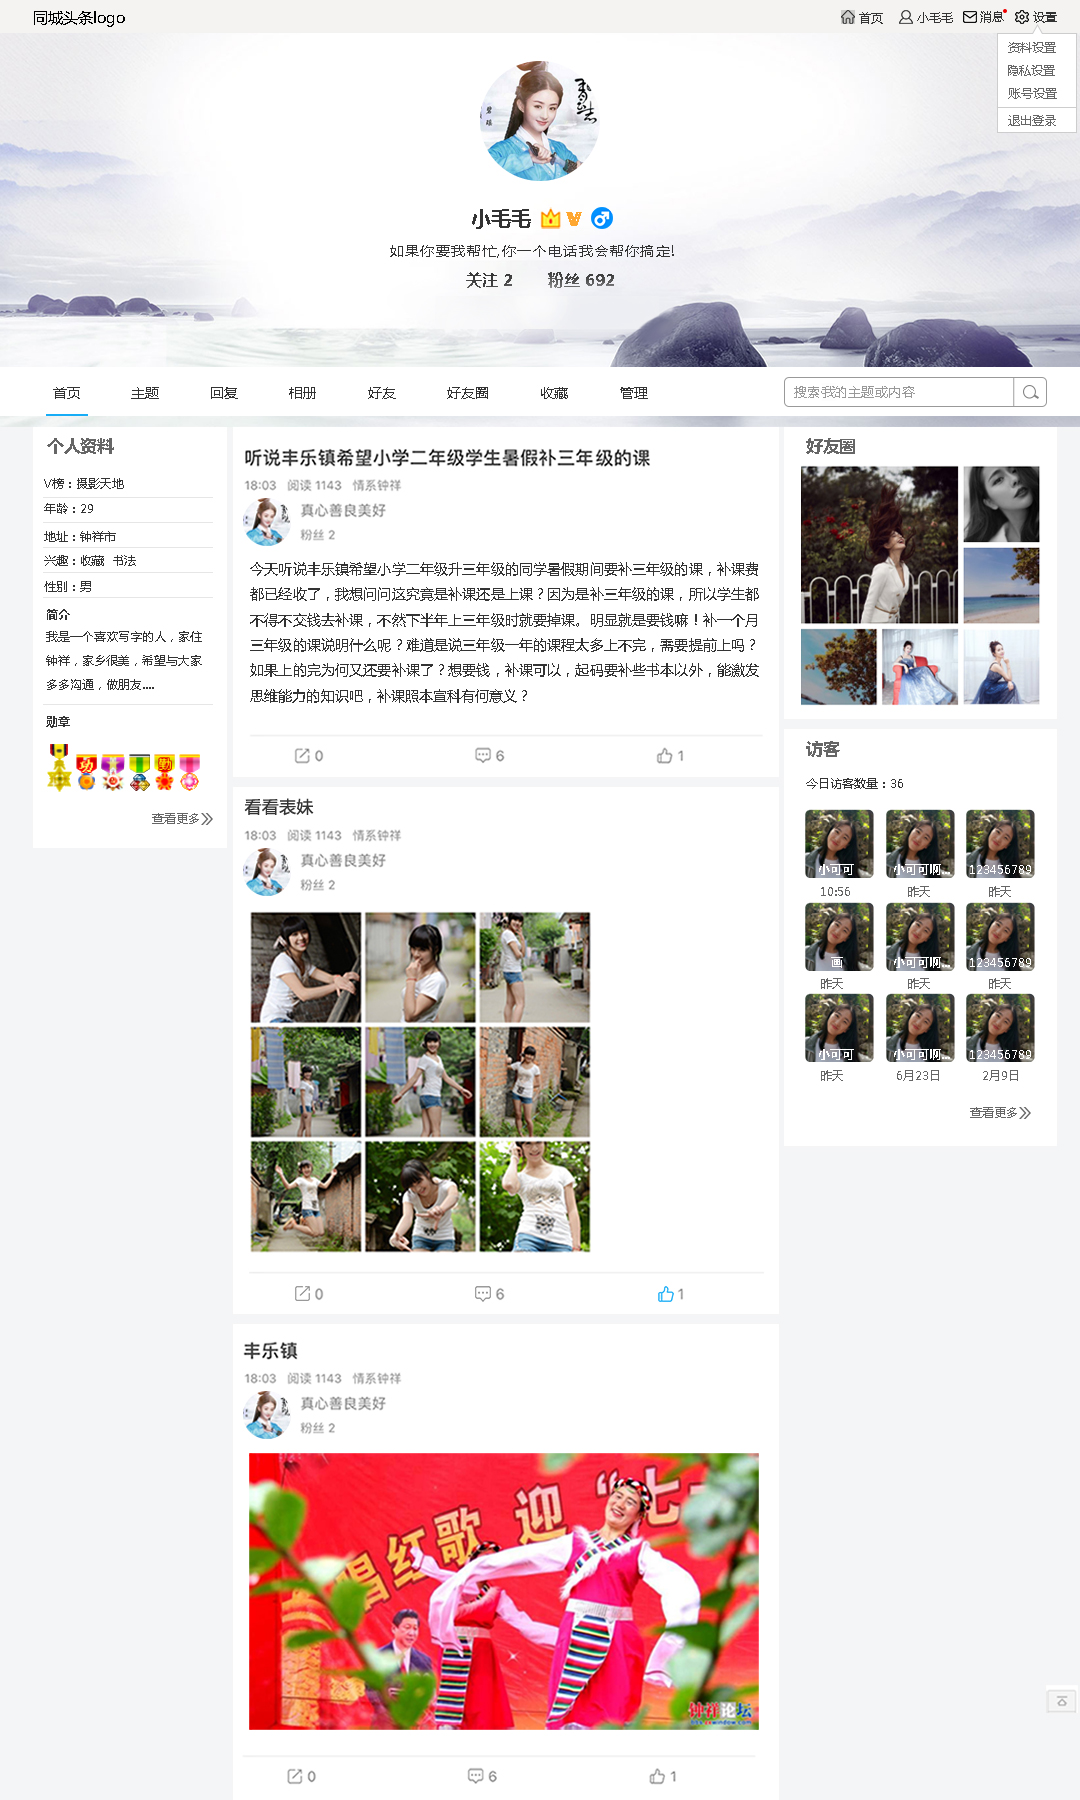 同城头条logo
首页 小毛毛 消息 设置
资料设置
隐私设置
账号设置
退出登录
小毛毛
如果你要我帮忙,你一个电话我会帮你搞定!
关注 2 粉丝 692
首页 主题 回复 相册 好友 好友圈 收藏 管理
搜索我的主题或内容
个人资料
V榜：摄影天地
年龄：29
地址：钟祥市
兴趣：收藏 书法
性别：男
简介
我是一个喜欢写字的人，家住
钟祥，家乡很美，希望与大家
多多沟通，做朋友....
勋章
查看更多
听说丰乐镇希望小学二年级学生暑假补三年级的课
18:03 阅读 1143 情系钟祥
真心善良美好
粉丝 2
今天听说丰乐镇希望小学二年级升三年级的同学暑假期间要补三年级的课，补课费
都已经收了，我想问问这究竟是补课还是上课？因为是补三年级的课，所以学生都
不得不交钱去补课，不然下半年上三年级时就要掉课。明显就是要钱嘛！补一个月
三年级的课说明什么呢？难道是说三年级一年的课程太多上不完，需要提前上吗？
如果上的完为何又还要补课了？想要钱，补课可以，起码要补些书本以外，能激发
思维能力的知识吧，补课照本宣科有何意义？
0 6 1
看看表妹
18:03 阅读 1143 情系钟祥
真心善良美好
粉丝 2
0 6 1
丰乐镇
18:03 阅读 1143 情系钟祥
真心善良美好
粉丝 2
唱红歌 迎 “七一
钟祥论坛
0 6 1
好友圈
访客
今日访客数量：36
小可可 小可可啊... 123456789
10:56 昨天 昨天
画 小可可啊... 123456789
昨天 昨天 昨天
小可可 小可可啊... 123456789
昨天 6月23日 2月9日
查看更多